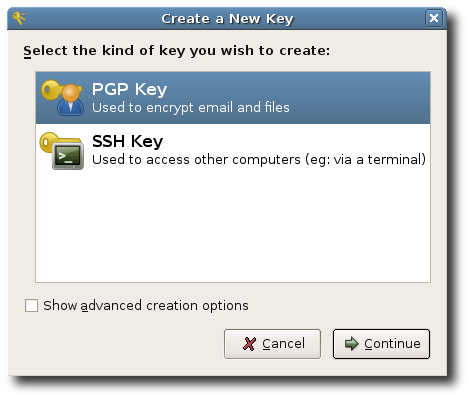 Create a New Key
Select the kind of key you wish to create:
PGP Key
Used to encrypt email and files
SSH Key
Used to access other computers (eg: via a terminal)
Show advanced creation options
Cancel
Continue